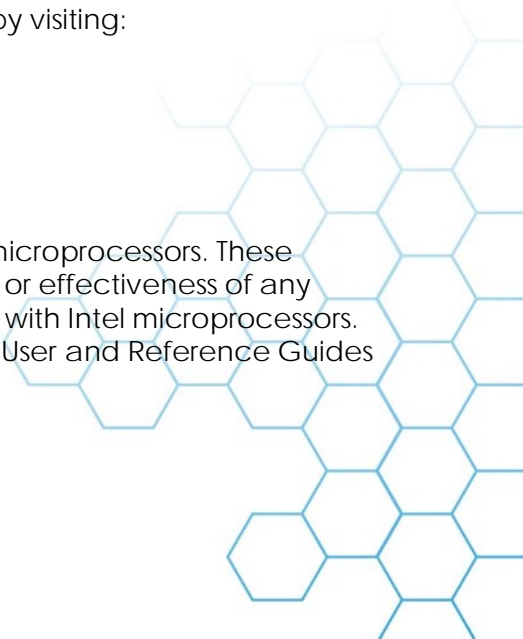 by visiting:
microprocessors. These
or effectiveness of any
with Intel microprocessors.
User and Reference Guides